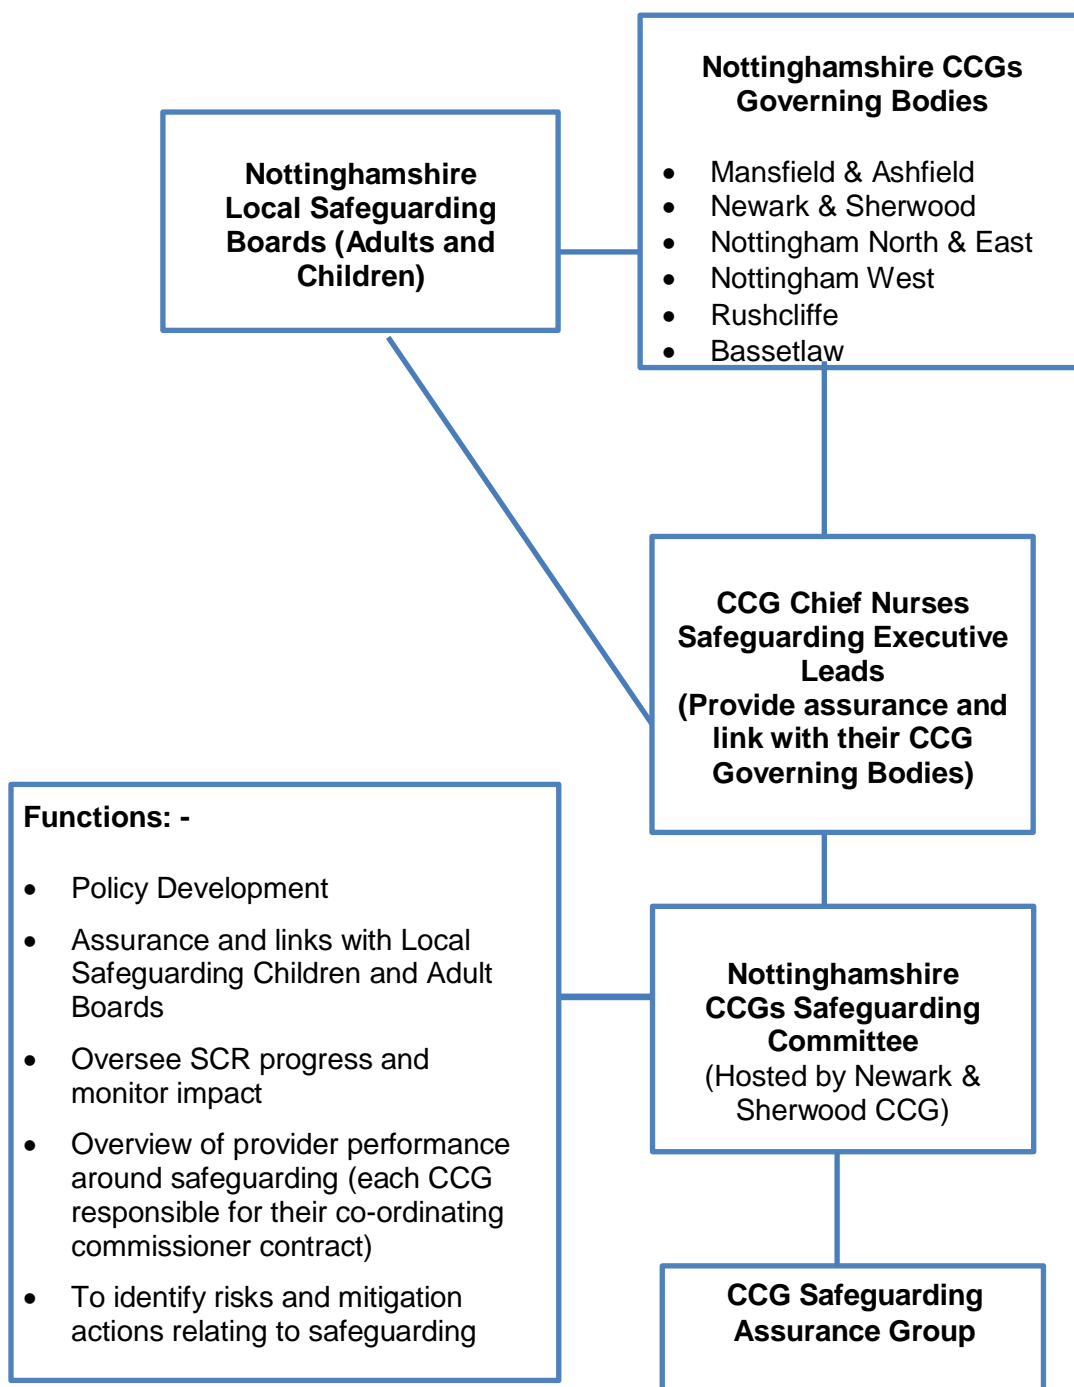 Nottinghamshire CCGs
Governing Bodies
• Mansfield & Ashfield
• Newark & Sherwood
• Nottingham North & East
• Nottingham West
• Rushcliffe
• Bassetlaw
Nottinghamshire
Local Safeguarding
Boards (Adults and
Children)
CCG Chief Nurses
Safeguarding Executive
Leads
(Provide assurance and
link with their CCG
Governing Bodies)
Functions: -
• Policy Development
• Assurance and links with Local
Safeguarding Children and Adult
Boards
• Oversee SCR progress and
monitor impact
• Overview of provider performance
around safeguarding (each CCG
responsible for their co-ordinating
commissioner contract)
• To identify risks and mitigation
actions relating to safeguarding
Nottinghamshire
CCGs Safeguarding
Committee
(Hosted by Newark &
Sherwood CCG)
CCG Safeguarding
Assurance Group